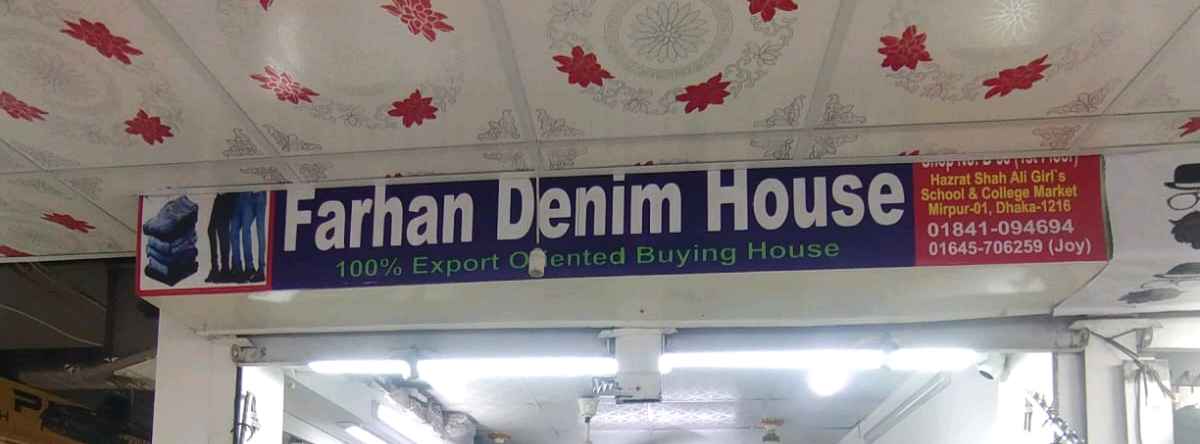 Farhan Denim House
100% Export Oriented Buying House
Hazrat Shah Ali Girl`s
School & College Market
Mirpur-01, Dhaka-1216
01841-094694
01645-706259 (Joy)